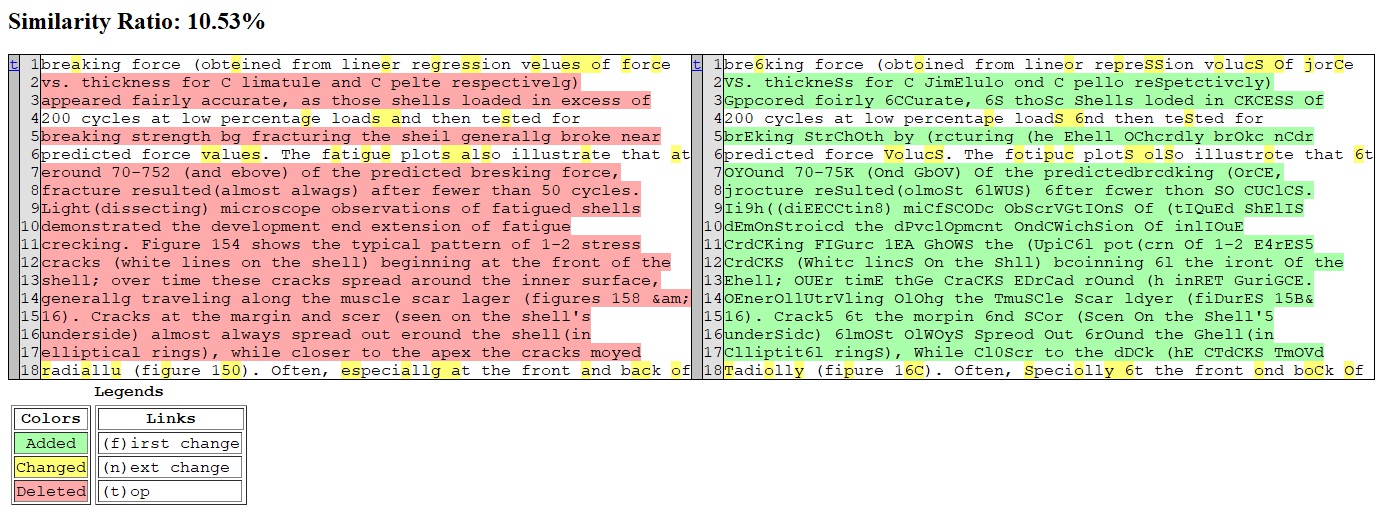 Similarity Ratio: 10.53%
t 1 breaking force (obteined from lineer regression velues of force
2 vs. thickness for C limatule and C pelte respectivelg)
3 appeared fairly accurate, as those shells loaded in excess of
4 200 cycles at low percentage loads and then tested for
5 breaking strength bg fracturing the sheil generallg broke near
6 predicted force values. The fatigue plots also illustrate that at
7 eround 70-752 (and ebove) of the predicted bresking force,
8 fracture resulted(almost alwags) after fewer than 50 cycles.
9 Light(dissecting) microscope observations of fatigued shells
10 demonstrated the development end extension of fatigue
11 crecking. Figure 154 shows the typical pattern of 1-2 stress
12 cracks (white lines on the shell) beginning at the front of the
13 shell; over time these cracks spread around the inner surface,
14 generallg traveling along the muscle scar lager (figures 158 &am;
15 16). Cracks at the margin and scer (seen on the shell's
16 underside) almost always spread out eround the shell(in
17 elliptical rings), while closer to the apex the cracks moyed
18 radiallu (figure 150). Often, especiallg at the front and back of
t 1 bre6king force (obtoined from lineor repreSSion volucS Of jorCe
2 VS. thickneSs for C JimElulo ond C pello reSpetctivcly)
3 Gppcored foirly 6CCurate, 6S thoSc Shells loded in CKCESS Of
4 200 cycles at low percentape loadS 6nd then teSted for
5 brEking StrChOth by (rcturing (he Ehell OChcrdly brOkc nCdr
6 predicted force VolucS. The fotipuc plotS olSo illustrote that 6t
7 OYOund 70-75K (Ond GbOV) Of the predictedbrcdking (OrCE,
8 jrocture reSulted(olmoSt 6lWUS) 6fter fcwer thon SO CUClCS.
9 Ii9h((diEECCtin8) miCfSCODc ObScrVGtIOnS Of (tIQuEd ShElIS
10 dEmOnStroicd the dPvclOpmcnt OndCWichSion Of inlIOuE
11 CrdCKing FIGurc 1EA GhOWS the (UpiC6l pot(crn Of 1-2 E4rES5
12 CrdCKS (Whitc lincS On the Shll) bcoinning 6l the iront Of the
13 Ehell; OUEr timE thGe CraCKS EDrCad rOund (h inRET GuriGCE.
14 OEnerOllUtrVling OlOhg the TmuSCle Scar ldyer (fiDurES 15B&
15 16). Crack5 6t the morpin 6nd SCor (Scen On the Shell'5
16 underSidc) 6lmOSt OlWOyS Spreod Out 6rOund the Ghell(in
17 Clliptit6l ringS), While Cl0Scr to the dDCk (hE CTdCKS TmOVd
18 Tadiolly (fipure 16C). Often, Speciolly 6t the front ond boCk Of
Legends
Colors
Added
Changed
Deleted
Links
(f)irst change
(n)ext change
(t)op